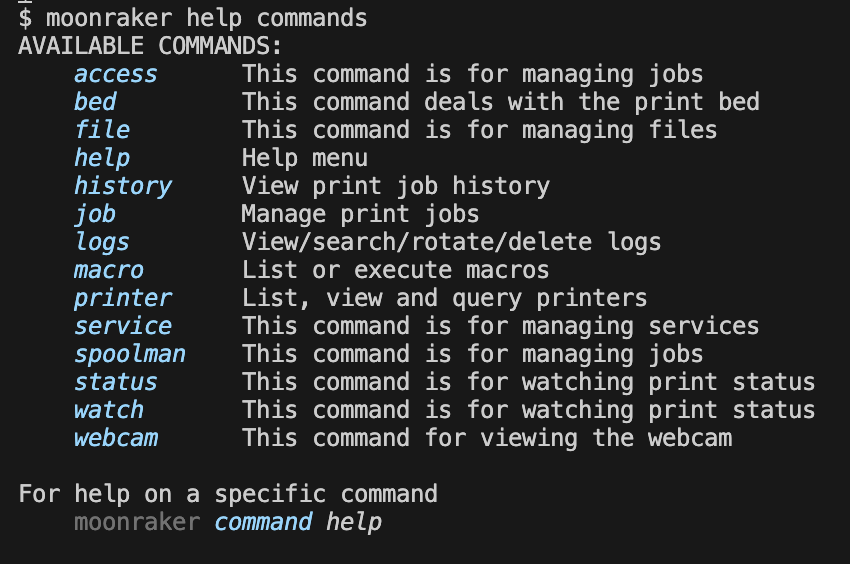 $ moonraker help commands
AVAILABLE COMMANDS:
access This command is for managing jobs
bed This command deals with the print bed
file This command is for managing files
help Help menu
history View print job history
job Manage print jobs
logs View/search/rotate/delete logs
macro List or execute macros
printer List, view and query printers
service This command is for managing services
spoolman This command is for managing jobs
status This command is for watching print status
watch This command is for watching print status
webcam This command for viewing the webcam
For help on a specific command
moonraker command help